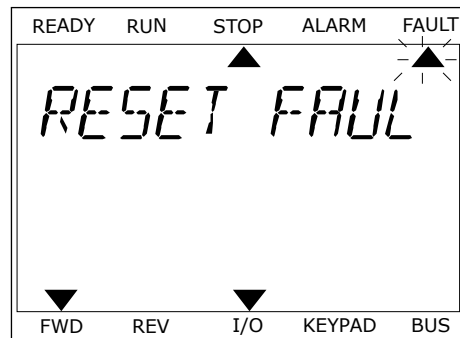 READY RUN STOP ALARM FAULT
RESET FAUL
FWD REV I/O KEYPAD BUS